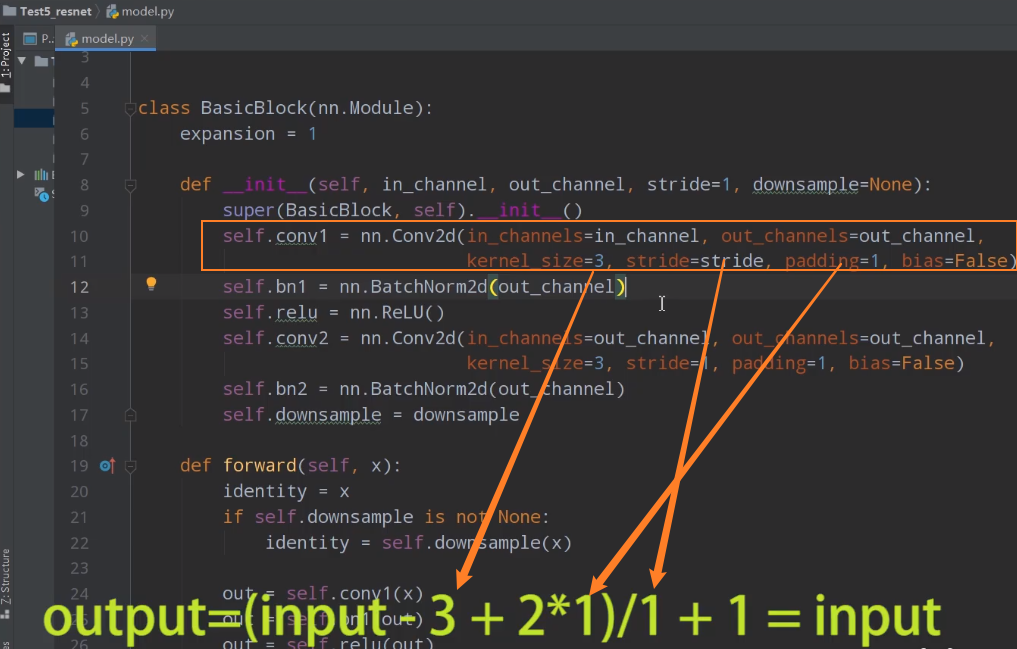 Test5_resnet model.py
1: Project
P.. model.py
3
4
5 class BasicBlock(nn.Module):
6 expansion = 1
7
8 def __init__(self, in_channel, out_channel, stride=1, downsample=None):
9 super(BasicBlock, self).__init__()
10 self.conv1 = nn.Conv2d(in_channels=in_channel, out_channels=out_channel,
11 kernel_size=3, stride=stride, padding=1, bias=False)
12 self.bn1 = nn.BatchNorm2d(out_channel)
13 self.relu = nn.ReLU()
14 self.conv2 = nn.Conv2d(in_channels=out_channel, out_channels=out_channel,
15 kernel_size=3, stride=1, padding=1, bias=False)
16 self.bn2 = nn.BatchNorm2d(out_channel)
17 self.downsample = downsample
18
19 def forward(self, x):
20 identity = x
21 if self.downsample is not None:
22 identity = self.downsample(x)
23
24 out = self.conv1(x)
output=(input - 3 + 2*1)/1 + 1 = input
out = self.bn1(out)
26 out = self.relu(out)
Z: Structure